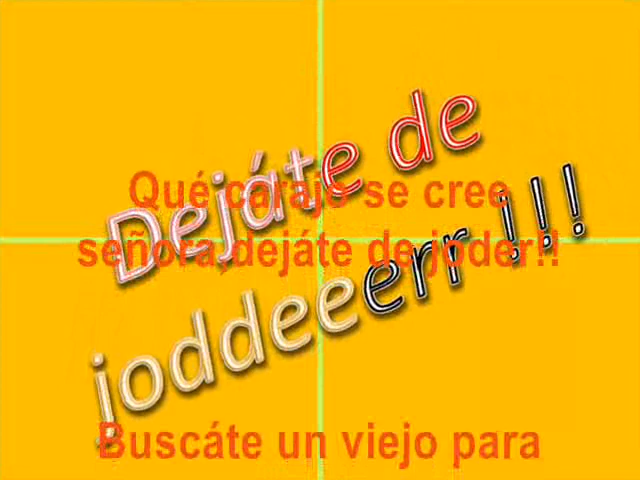 Dejáte de
joddeeerr !!!
Qué carajo se cree
señora,dejáte de joder!!
Buscáte un viejo para